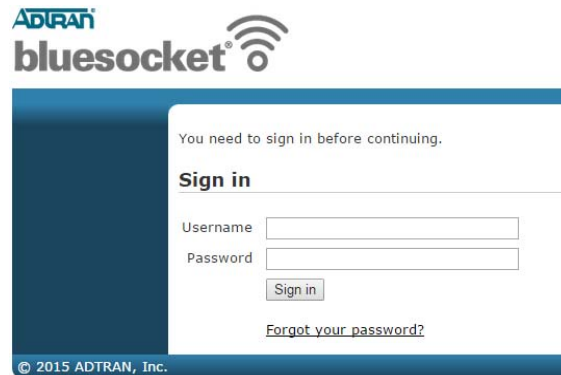 ADTRAN
bluesocket®
You need to sign in before continuing.
Sign in
Username
Password
Sign in
Forgot your password?
© 2015 ADTRAN, Inc.